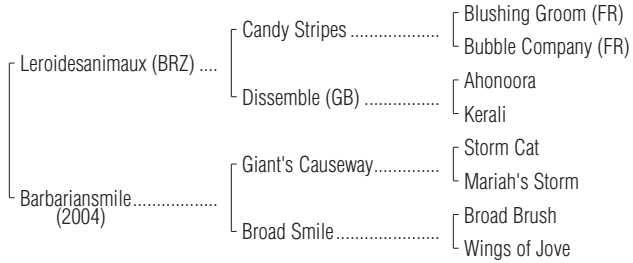 Blushing Groom (FR)
Candy Stripes ..................
Bubble Company (FR)
Leroidesanimaux (BRZ) ....
Ahonoora
Dissemble (GB) ...............
Kerali
Storm Cat
Giant's Causeway.............
Mariah's Storm
Barbariansmile.................
(2004)
Broad Brush
Broad Smile.....................
Wings of Jove